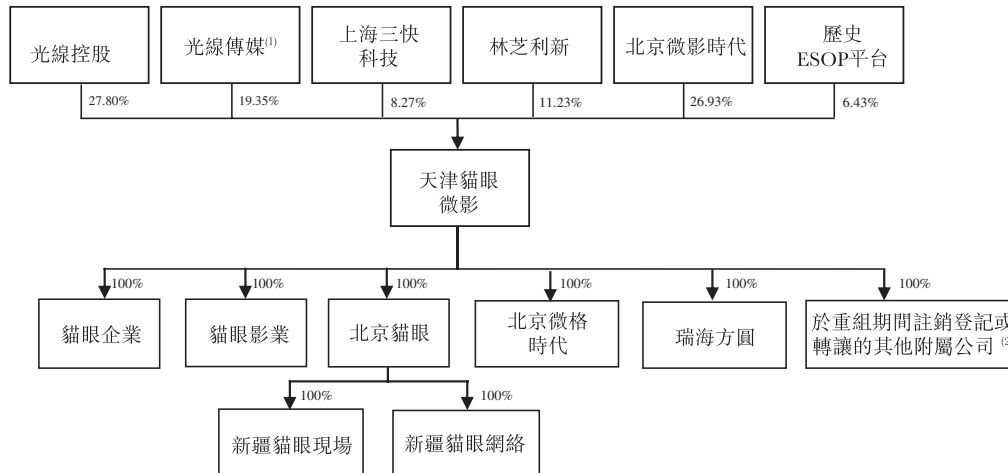 光線控股
光線傳媒(1)
上海三快
科技
林芝利新
北京微影時代
歷史
ESOP平台
27.80%
19.35%
8.27%
11.23%
26.93%
6.43%
天津貓眼
微影
100%
100%
100%
100%
100%
100%
貓眼企業
貓眼影業
北京貓眼
北京微格
時代
瑞海方圓
於重組期間註銷登記或
轉讓的其他附屬公司(2
100%
100%
新疆貓眼現場
新疆貓眼網絡